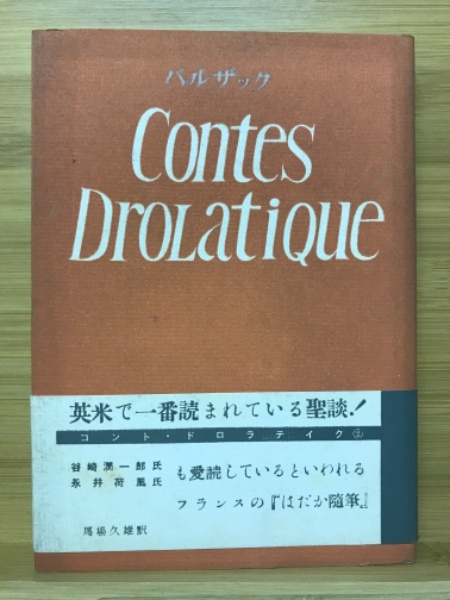 バルザック
Contes
Drolatique
英米で一番読まれている聖談!
コント・ドロラテイク
谷崎潤一郎氏
永井荷風氏
も愛読しているといわれる
フランスの『はだか随筆』
馬場久雄訳